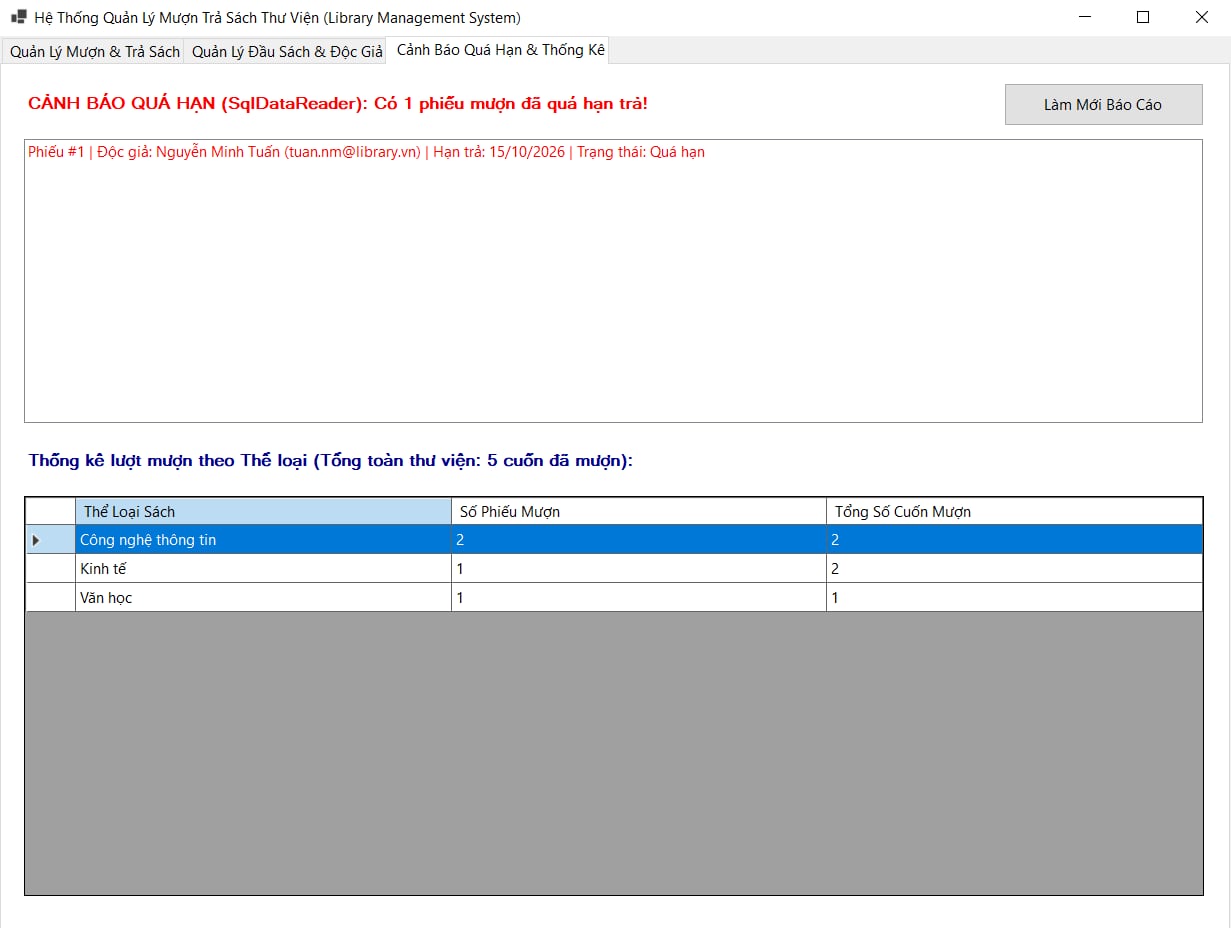 Hệ Thống Quản Lý Mượn Trả Sách Thư Viện (Library Management System)
Quản Lý Mượn & Trả Sách Quản Lý Đầu Sách & Độc Giả Cảnh Báo Quá Hạn & Thống Kê
CẢNH BÁO QUÁ HẠN (SqlDataReader): Có 1 phiếu mượn đã quá hạn trả!
Làm Mới Báo Cáo
Phiếu #1 | Độc giả: Nguyễn Minh Tuấn (tuan.nm@library.vn) | Hạn trả: 15/10/2026 | Trạng thái: Quá hạn
Thống kê lượt mượn theo Thể loại (Tổng toàn thư viện: 5 cuốn đã mượn):
Thể Loại Sách Số Phiếu Mượn Tổng Số Cuốn Mượn
Công nghệ thông tin 2 2
Kinh tế 1 2
Văn học 1 1